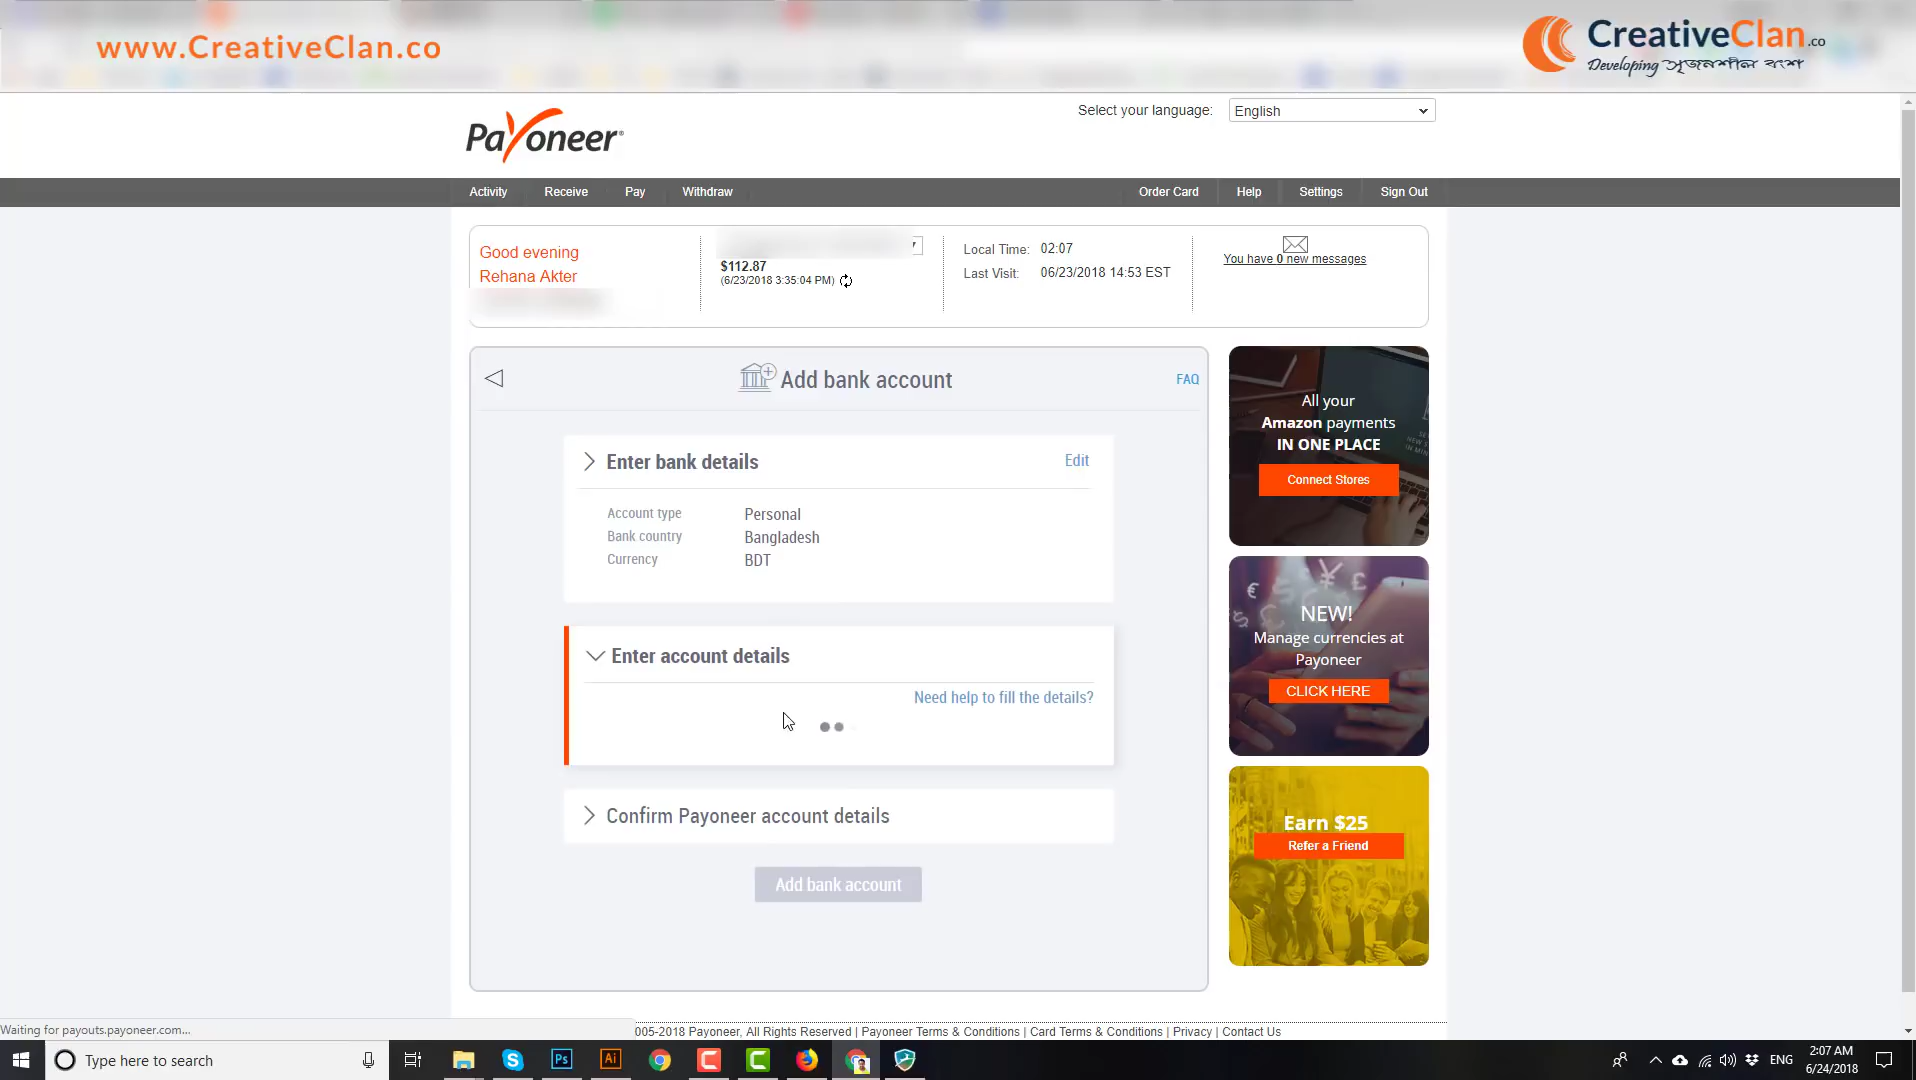 www.CreativeClan.co
CreativeClan.co
Developing সৃজনশীল বংশ
Select your language: English
Payoneer
Activity Receive Pay Withdraw Order Card Help Settings Sign Out
Good evening
Rehana Akter
$112.87
(6/23/2018 3:35:04 PM)
Local Time: 02:07
Last Visit: 06/23/2018 14:53 EST
You have 0 new messages
Add bank account
FAQ
Enter bank details
Edit
Account type Personal
Bank country Bangladesh
Currency BDT
Enter account details
Need help to fill the details?
Confirm Payoneer account details
Add bank account
All your
Amazon payments
IN ONE PLACE
Connect Stores
NEW!
Manage currencies at
Payoneer
CLICK HERE
Earn $25
Refer a Friend
Waiting for payouts.payoneer.com...
005-2018 Payoneer, All Rights Reserved | Payoneer Terms & Conditions | Card Terms & Conditions | Privacy | Contact Us
Type here to search
Ps
Ai
ENG
2:07 AM
6/24/2018